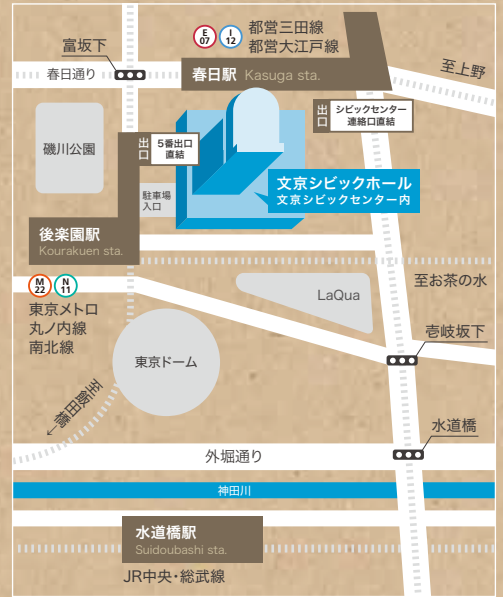 富坂下
E 07
I 12
都営三田線
都営大江戸線
春日通り
春日駅 Kasuga sta.
至上野
出口
シビックセンター
連絡口直結
礫川公園
出口
5番出口
直結
駐車場
入口
文京シビックホール
文京シビックセンター内
後楽園駅
Kourakuen sta.
至お茶の水
M 22
N 11
LaQua
東京メトロ
丸ノ内線
南北線
壱岐坂下
東京ドーム
至飯田橋←
水道橋
外堀通り
神田川
水道橋駅
Suidoubashi sta.
JR中央・総武線